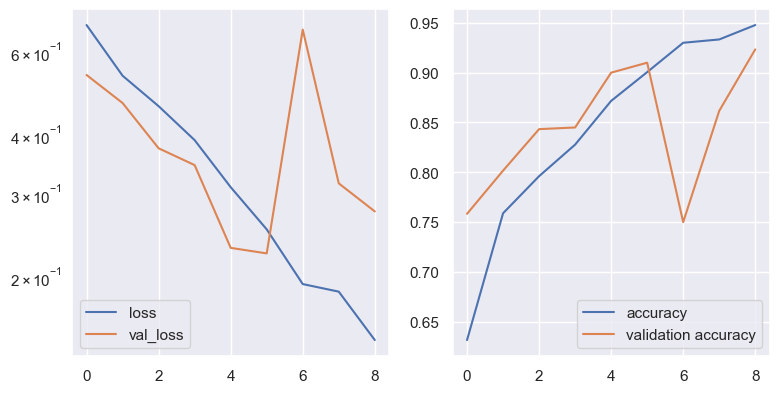 6 × 10⁻¹
4 × 10⁻¹
3 × 10⁻¹
2 × 10⁻¹
0 2 4 6 8
loss
val_loss
0.95
0.90
0.85
0.80
0.75
0.70
0.65
0 2 4 6 8
accuracy
validation accuracy